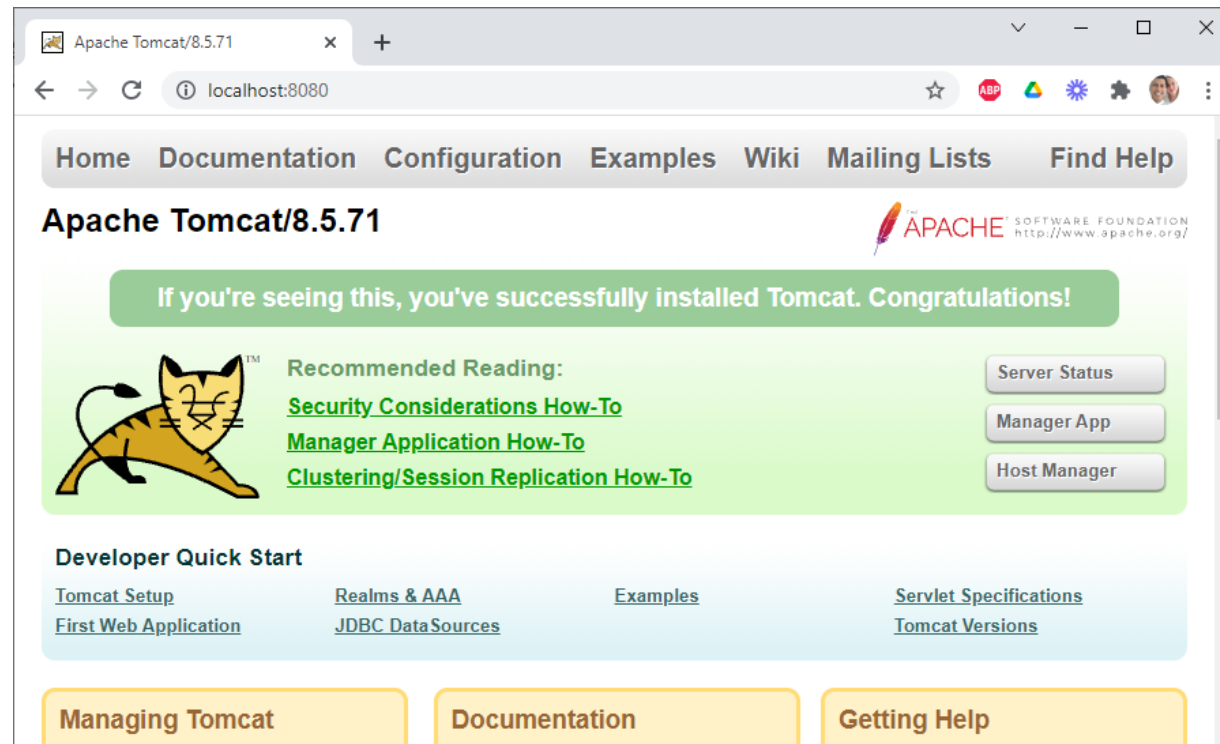 Apache Tomcat/8.5.71
localhost:8080
ABP
Home Documentation Configuration Examples Wiki Mailing Lists Find Help
Apache Tomcat/8.5.71
THE
APACHE SOFTWARE FOUNDATION
http://www.apache.org/
If you're seeing this, you've successfully installed Tomcat. Congratulations!
TM
Recommended Reading:
Security Considerations How-To
Manager Application How-To
Clustering/Session Replication How-To
Server Status
Manager App
Host Manager
Developer Quick Start
Tomcat Setup Realms & AAA Examples Servlet Specifications
First Web Application JDBC DataSources Tomcat Versions
Managing Tomcat Documentation Getting Help